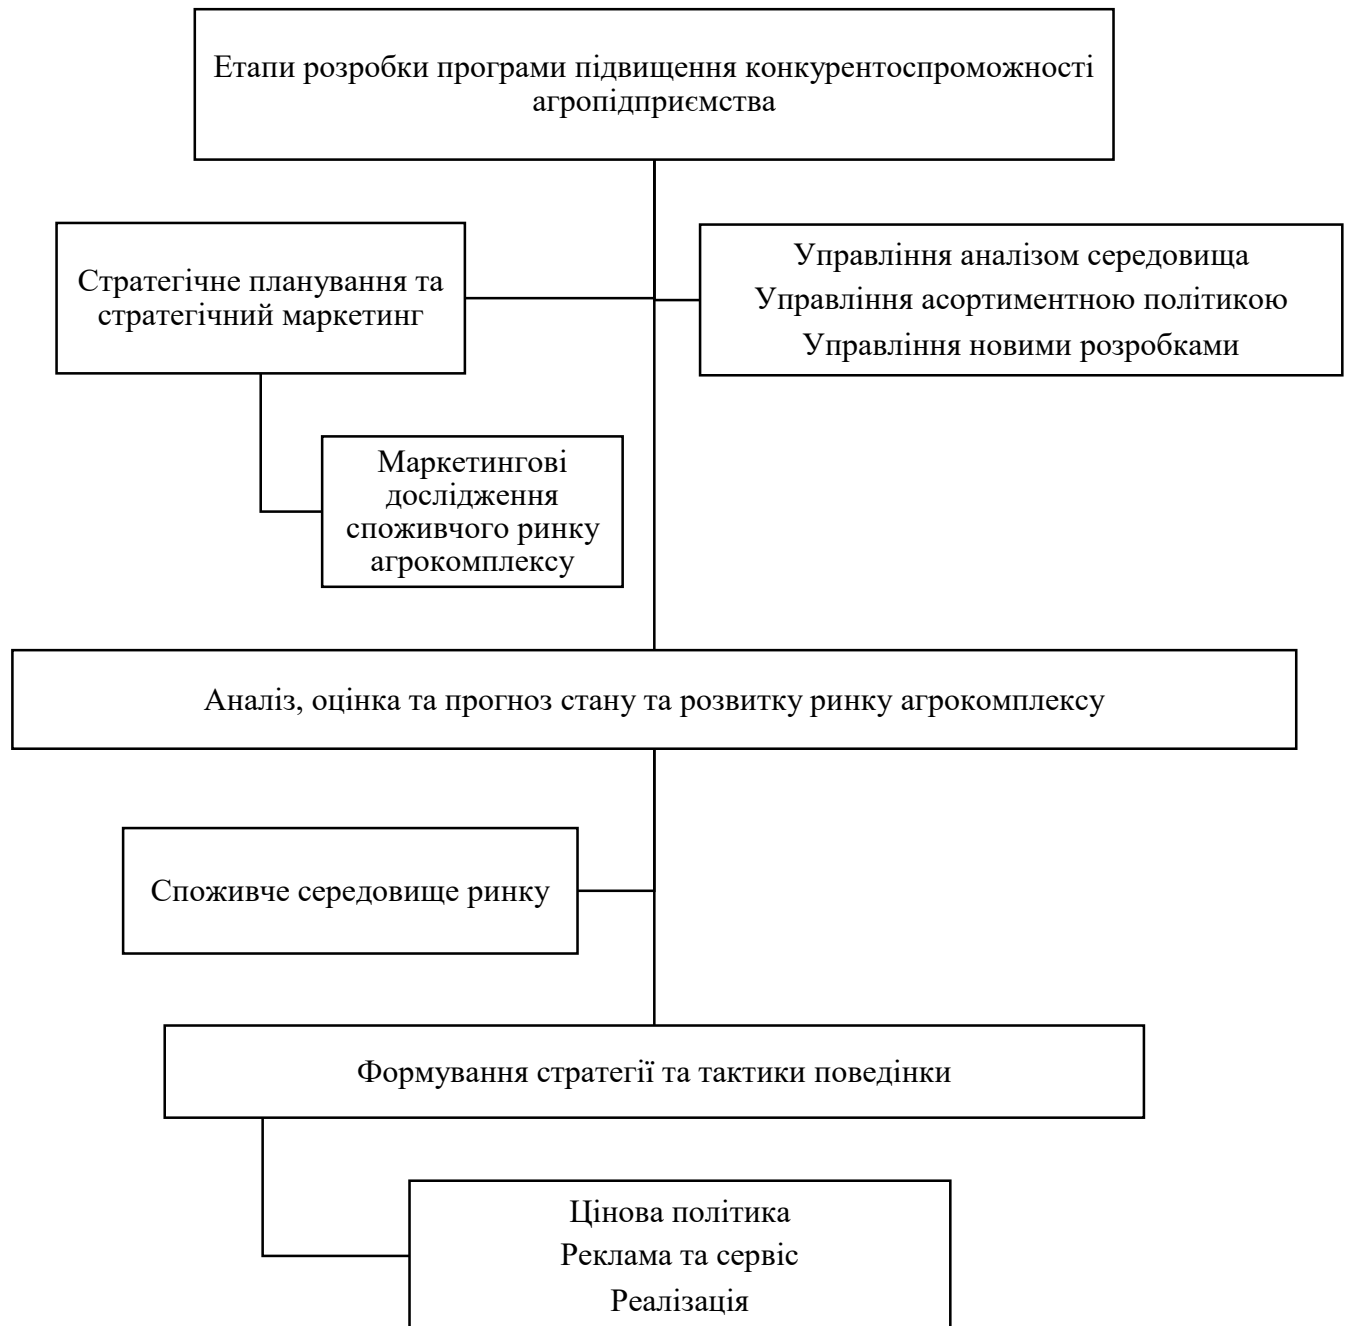 Етапи розробки програми підвищення конкурентоспроможності
агропідприємства
Стратегічне планування та
стратегічний маркетинг
Управління аналізом середовища
Управління асортиментною політикою
Управління новими розробками
Маркетингові
дослідження
споживчого ринку
агрокомплексу
Аналіз, оцінка та прогноз стану та розвитку ринку агрокомплексу
Споживче середовище ринку
Формування стратегії та тактики поведінки
Цінова політика
Реклама та сервіс
Реалізація